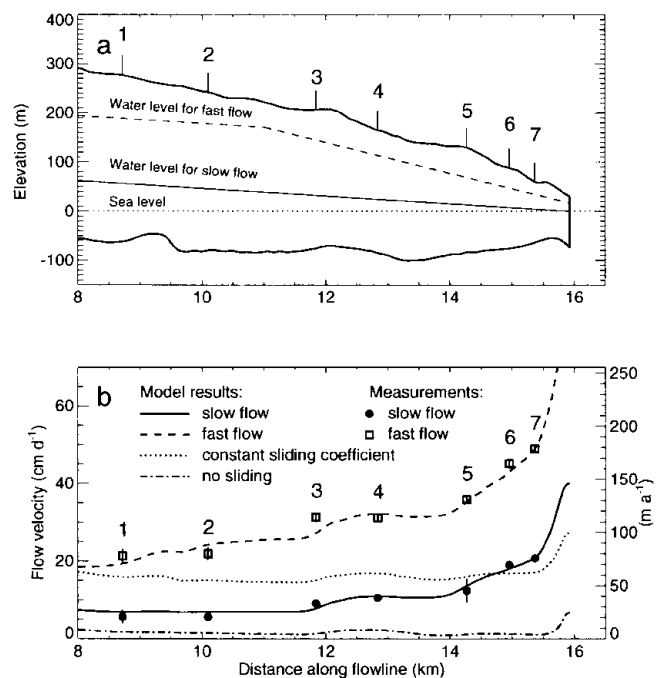 a
1
2
3
4
5
6
7
400
300
200
100
0
-100
Elevation (m)
Water level for fast flow
Water level for slow flow
Sea level
8
10
12
14
16
b
Model results:
Measurements:
slow flow
slow flow
fast flow
fast flow
constant sliding coefficient
no sliding
1
2
3
4
5
6
7
60
40
20
0
Flow velocity (cm d⁻¹)
250
200
150
100
50
0
(m a⁻¹)
8
10
12
14
16
Distance along flowline (km)